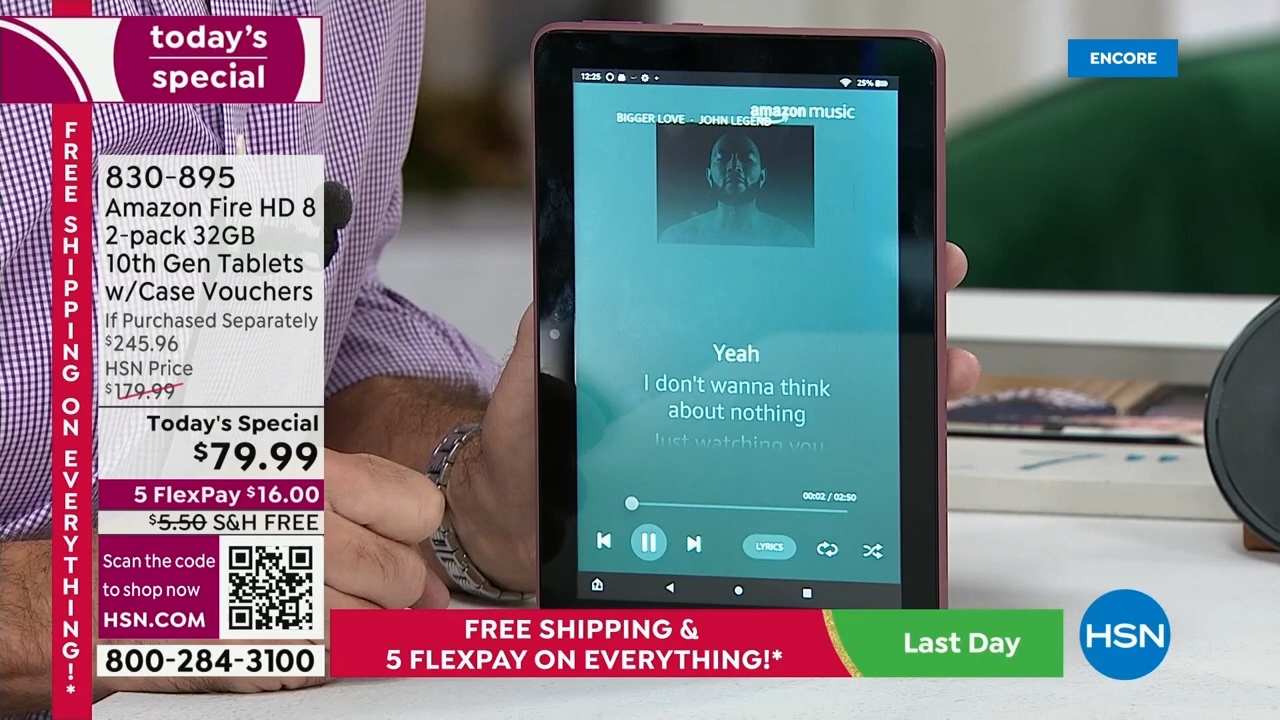 today's
special
FREE SHIPPING ON EVERYTHING!*
830-895
Amazon Fire HD 8
2-pack 32GB
10th Gen Tablets
w/Case Vouchers
If Purchased Separately
$245.96
HSN Price
$179.99
Today's Special
$79.99
5 FlexPay $16.00
$5.50 S&H FREE
Scan the code
to shop now
HSN.COM
800-284-3100
ENCORE
12:25
25%
amazon music
BIGGER LOVE - JOHN LEGEND
Yeah
I don't wanna think
about nothing
Just watching you
00:02 / 02:50
LYRICS
FREE SHIPPING &
5 FLEXPAY ON EVERYTHING!*
Last Day
HSN